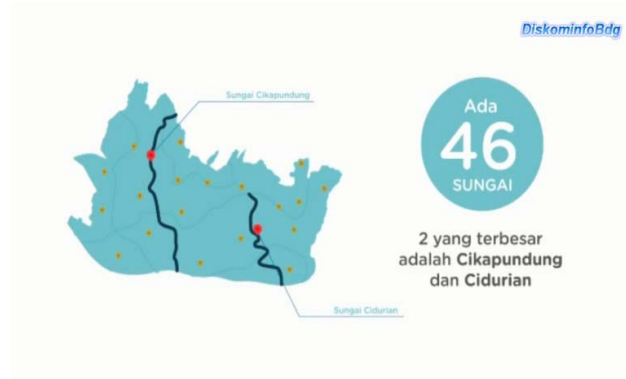 DiskominfoBdg
Sungai Cikapundung
Ada
46
SUNGAI
2 yang terbesar
adalah Cikapundung
dan Cidurian
Sungai Cidurian